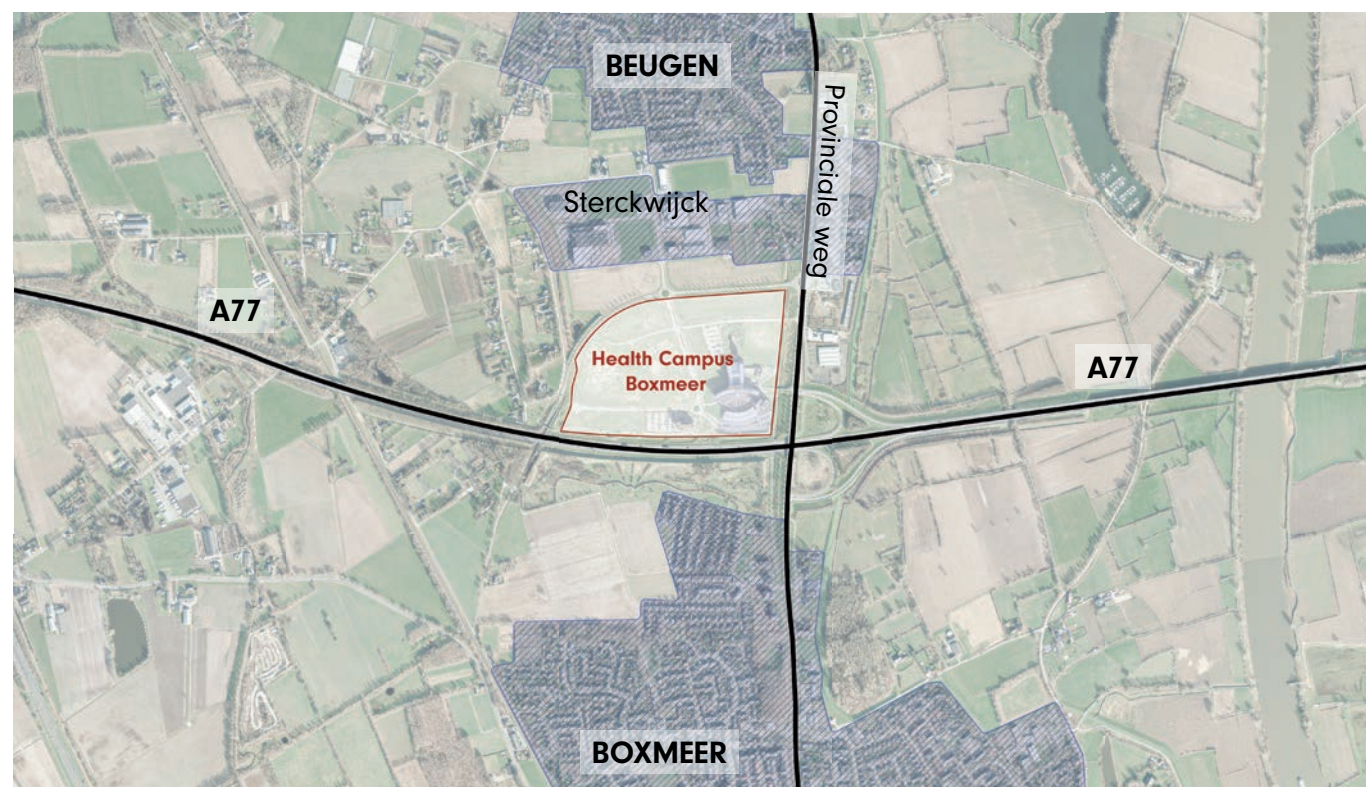 BEUGEN
Provinciale weg
Sterckwijck
A77
Health Campus
Boxmeer
A77
BOXMEER